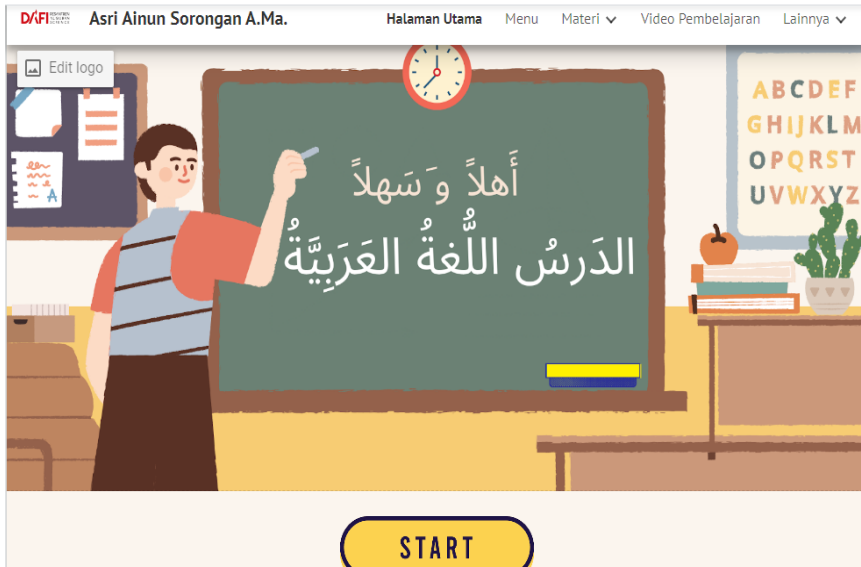 DAFI Asri Ainun Sorongan A.Ma. Halaman Utama Menu Materi Video Pembelajaran Lainnya
Edit logo
أَهلاً و َسَهلاً
الدَرسُ اللُّغةُ العَرَبِيَّةُ
A
ABCDEF
GHIJKLM
OPQRST
UVWXYZ
START